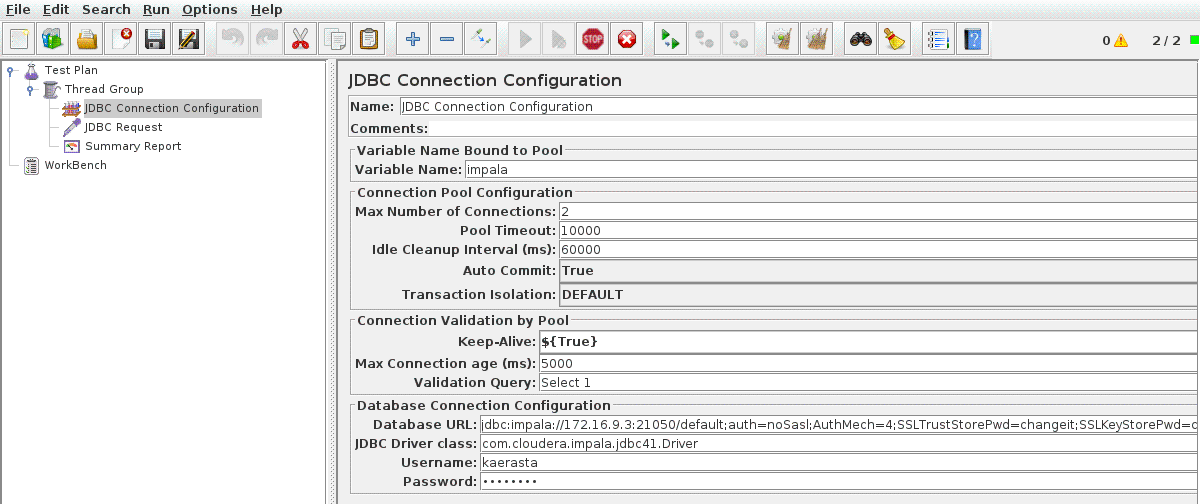 File Edit Search Run Options Help
STOP ? 0 ! 2 / 2
Test Plan
Thread Group
JDBC Connection Configuration
JDBC Request
Summary Report
WorkBench
JDBC Connection Configuration
Name: JDBC Connection Configuration
Comments:
Variable Name Bound to Pool
Variable Name: impala
Connection Pool Configuration
Max Number of Connections: 2
Pool Timeout: 10000
Idle Cleanup Interval (ms): 60000
Auto Commit: True
Transaction Isolation: DEFAULT
Connection Validation by Pool
Keep-Alive: ${True}
Max Connection age (ms): 5000
Validation Query: Select 1
Database Connection Configuration
Database URL: jdbc:impala://172.16.9.3:21050/default;auth=noSasl;AuthMech=4;SSLTrustStorePwd=changeit;SSLKeyStorePwd=c
JDBC Driver class: com.cloudera.impala.jdbc41.Driver
Username: kaerasta
Password: ••••••••